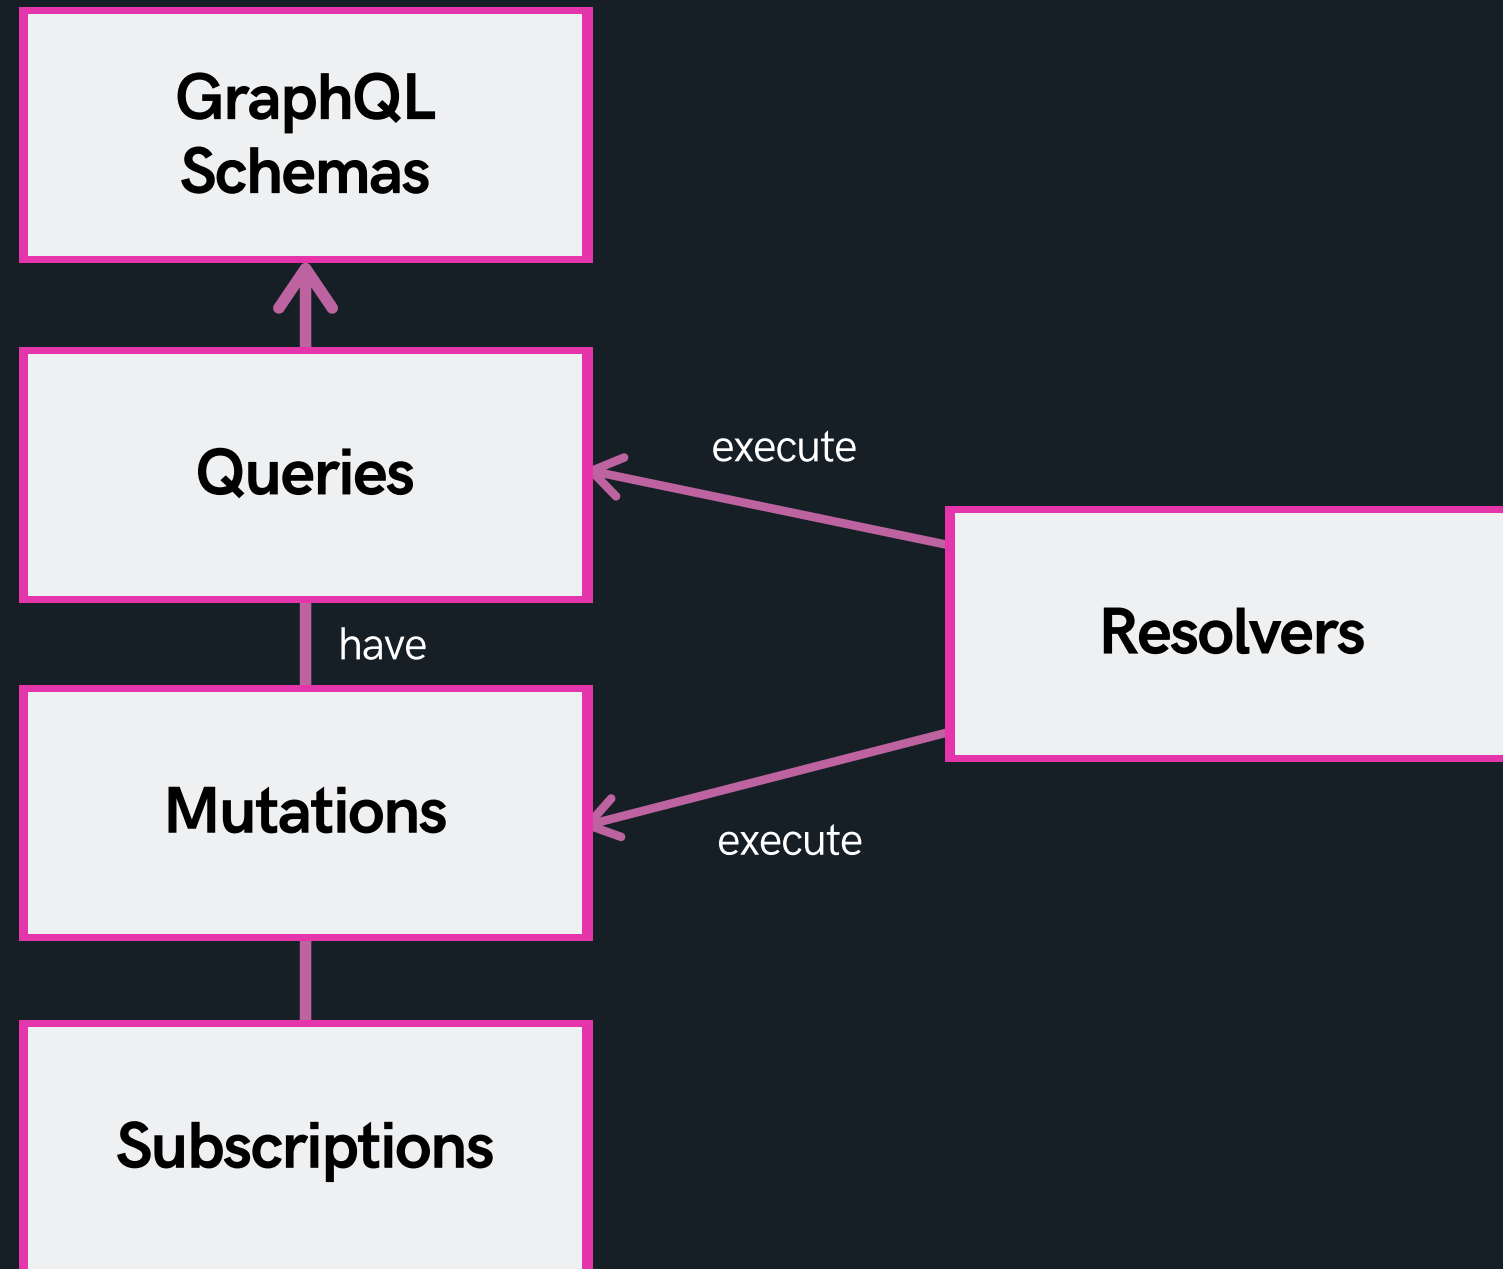 GraphQL
Schemas
Queries
execute
Resolvers
have
Mutations
execute
Subscriptions